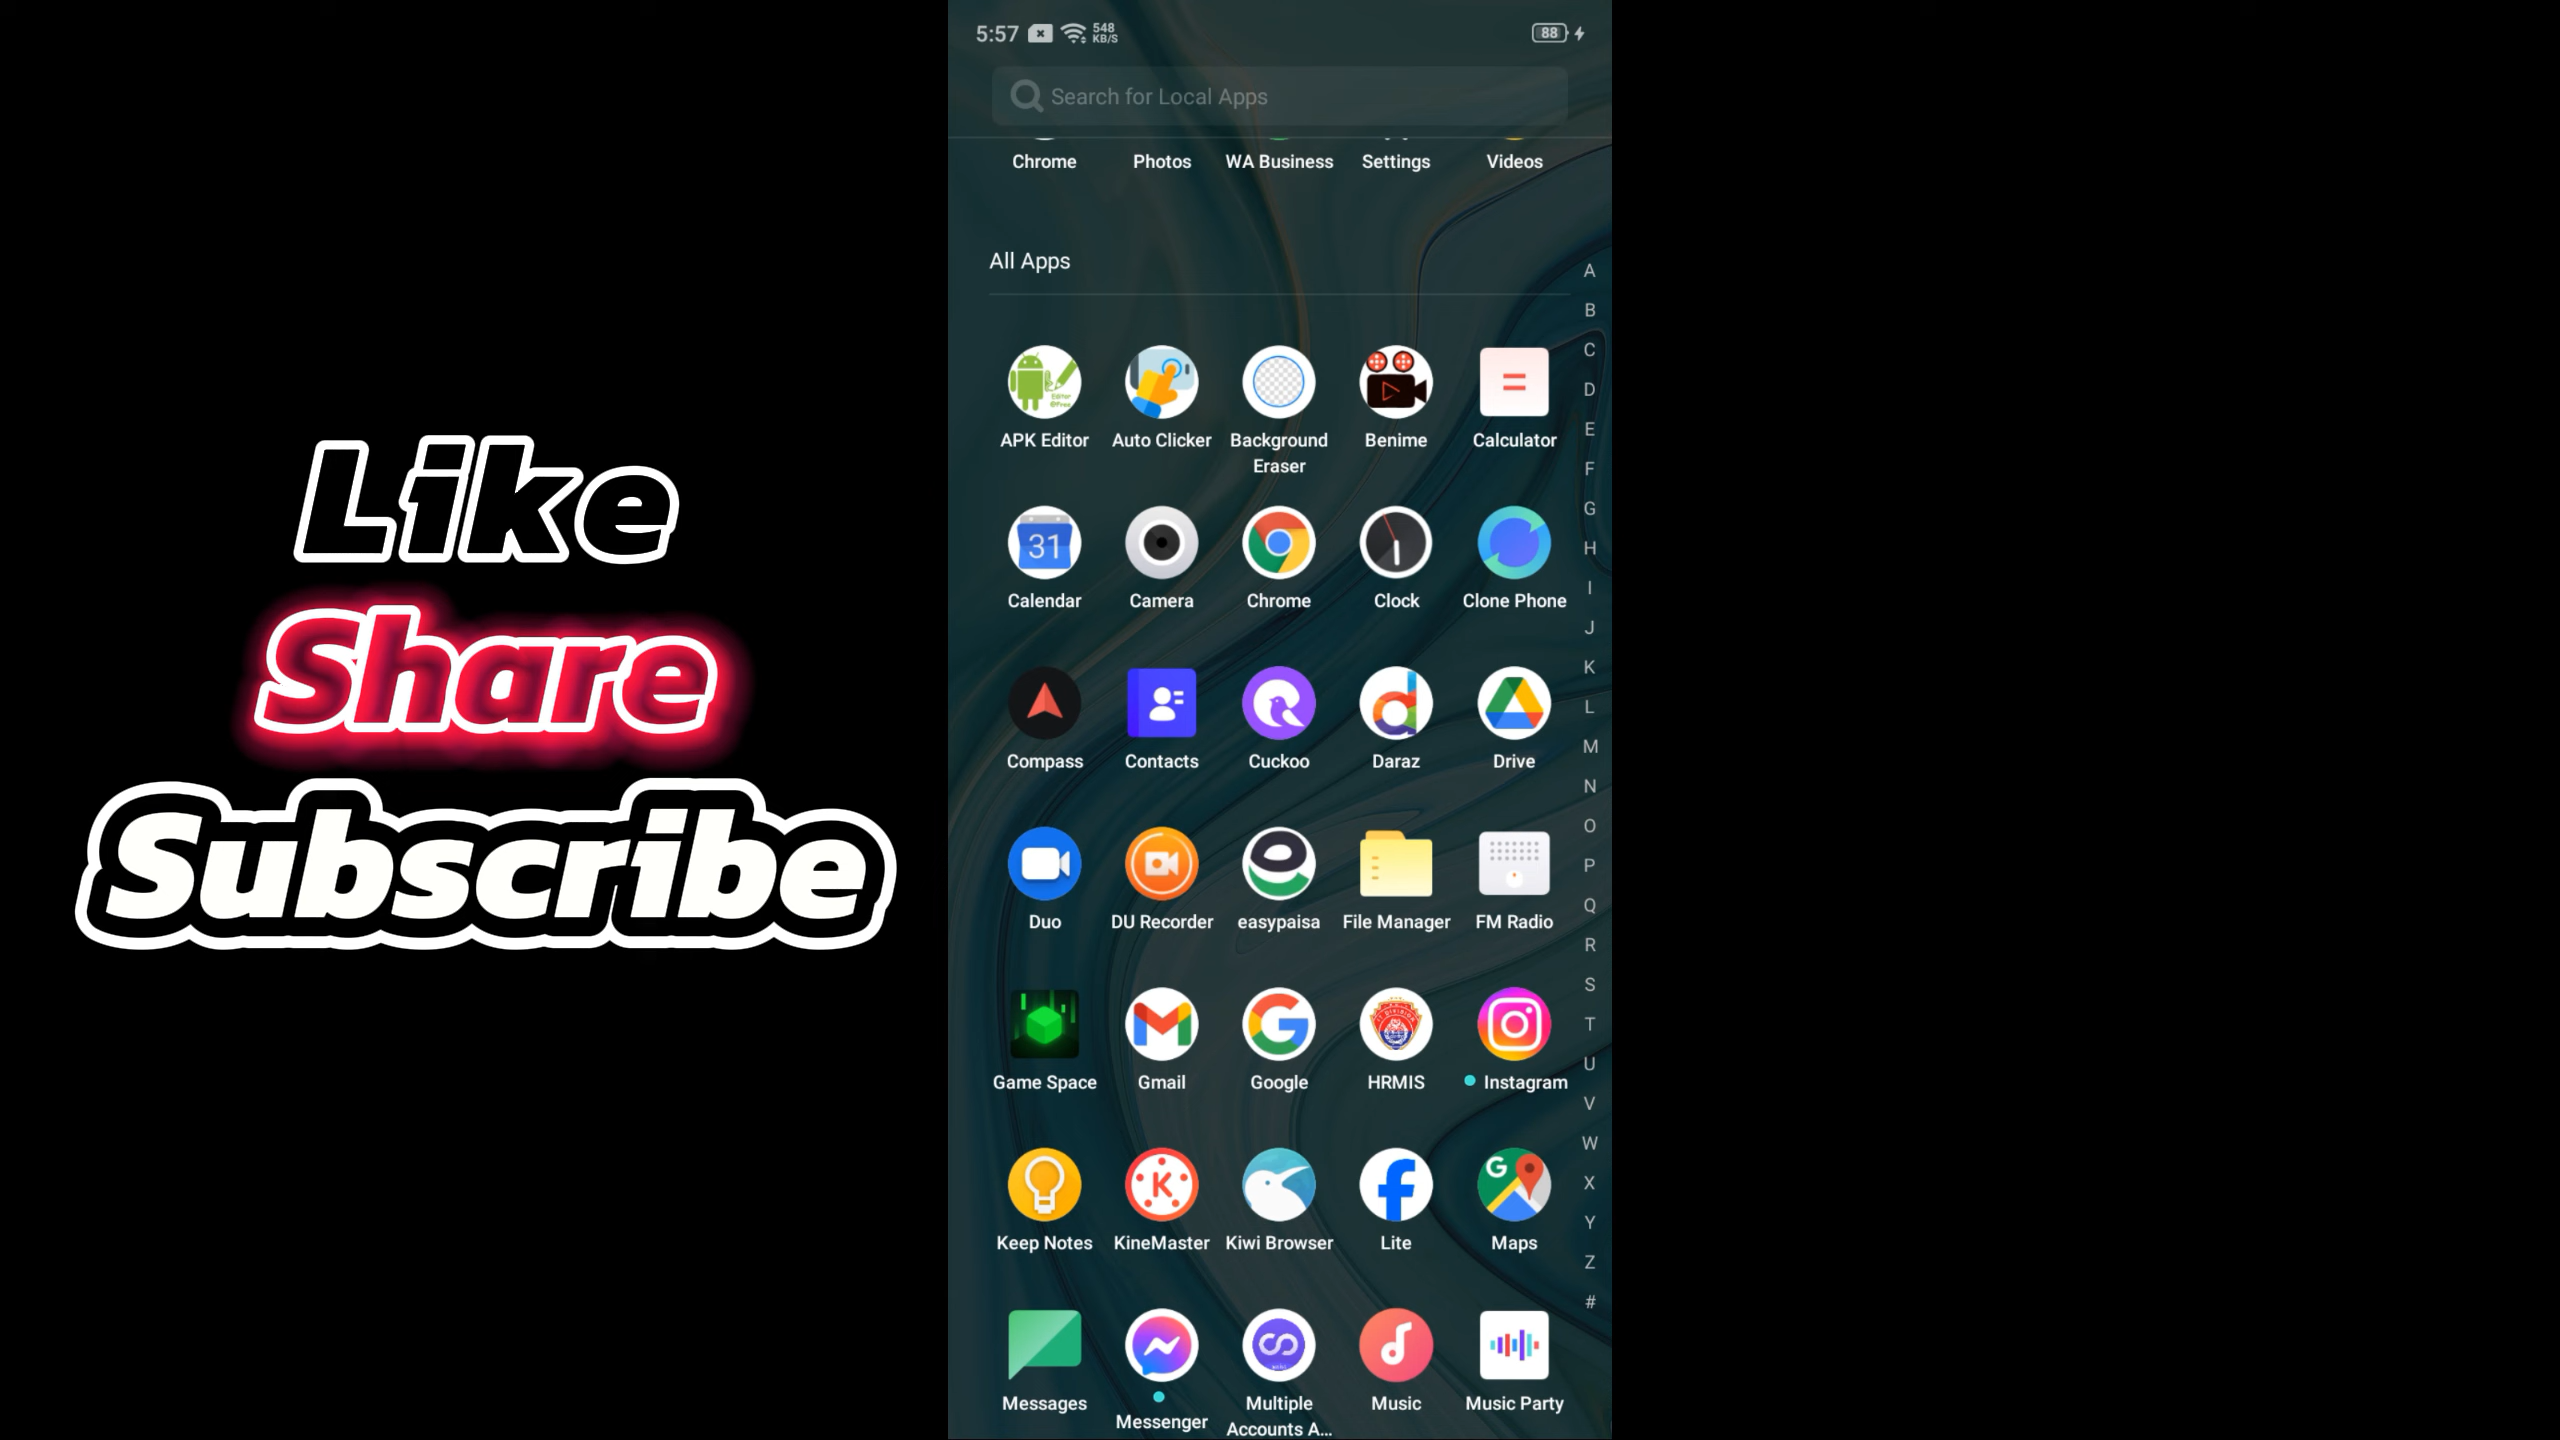 Like
Share
Subscribe
5:57
548
KB/S
88
Search for Local Apps
Chrome Photos WA Business Settings Videos
All Apps
A
B
C
D
E
F
G
H
I
J
K
L
M
N
O
P
Q
R
S
T
U
V
W
X
Y
Z
#
APK Editor Auto Clicker Background Eraser Benime Calculator
31
Calendar Camera Chrome Clock Clone Phone
Compass Contacts Cuckoo Daraz Drive
Duo DU Recorder easypaisa File Manager FM Radio
Game Space Gmail Google HRMIS Instagram
Keep Notes KineMaster Kiwi Browser Lite Maps
Messages Messenger Multiple Accounts A... Music Music Party